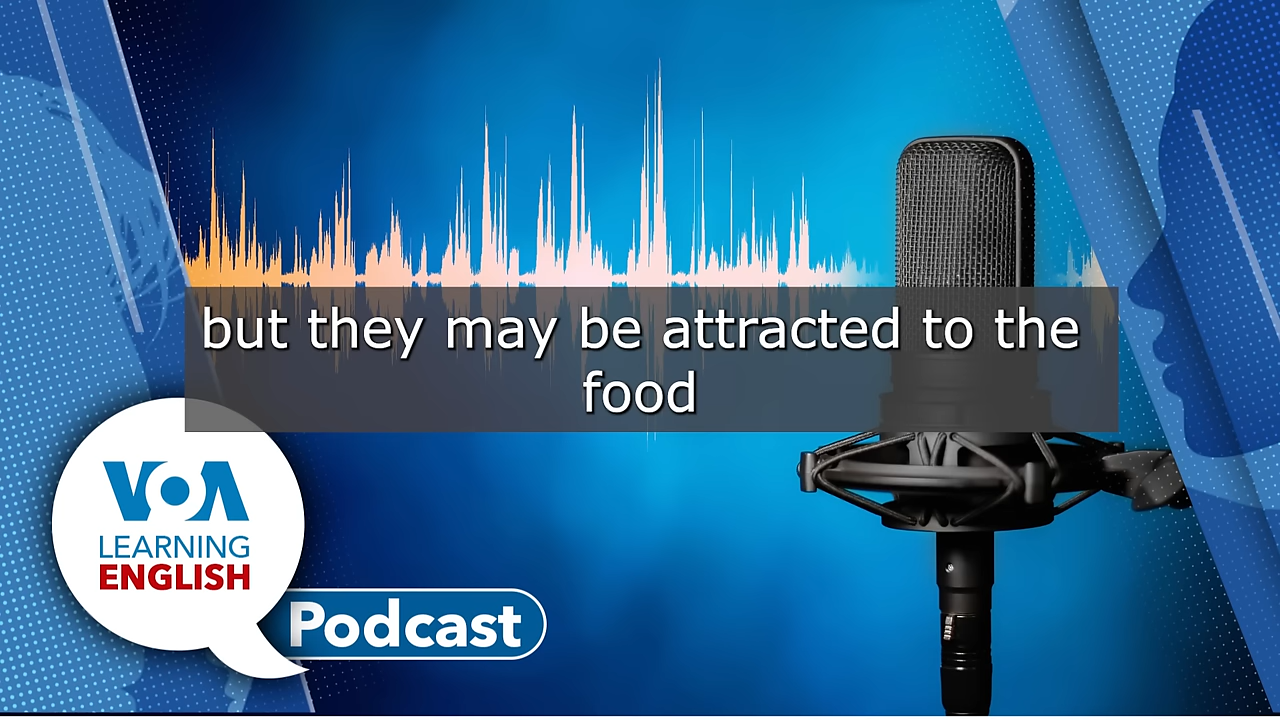 but they may be attracted to the
food
VOA
LEARNING
ENGLISH
Podcast